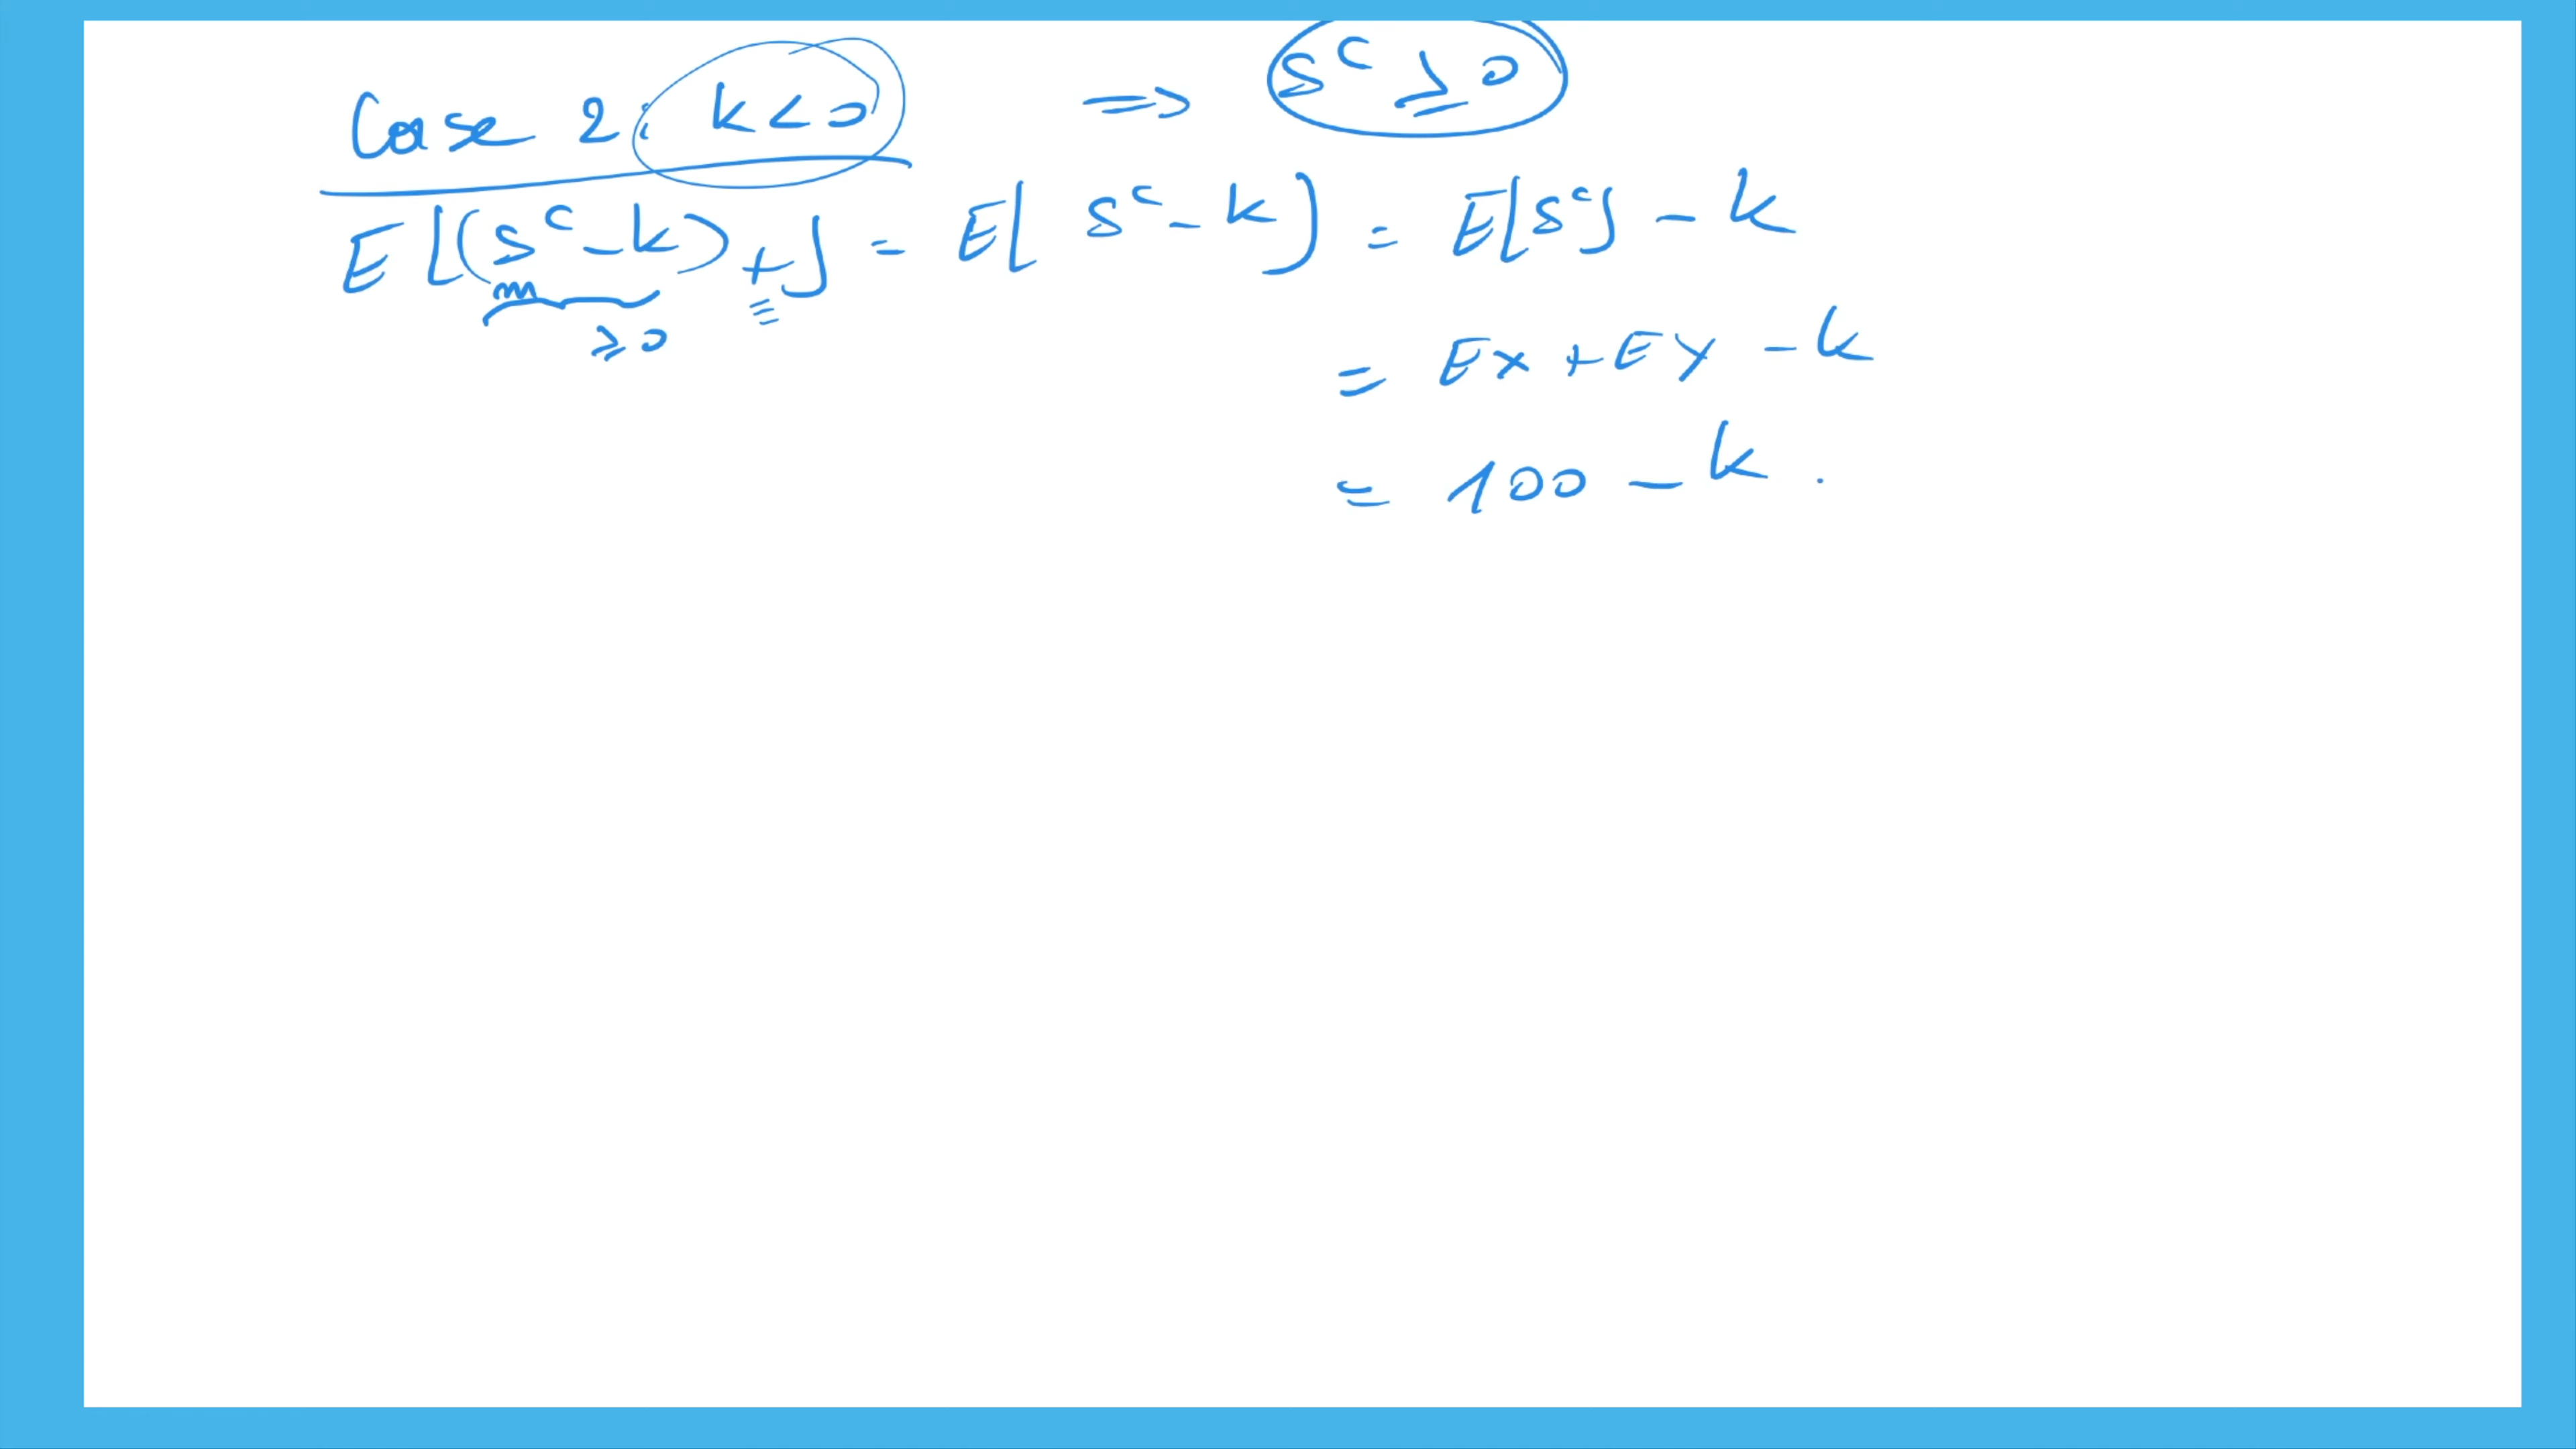 Case 2: k<0 ⟹ S^c ≥ 0
E[(S^c - k)_+] = E[S^c - k] = E[S^c] - k
≥0
= EX + EY - k
= 100 - k.